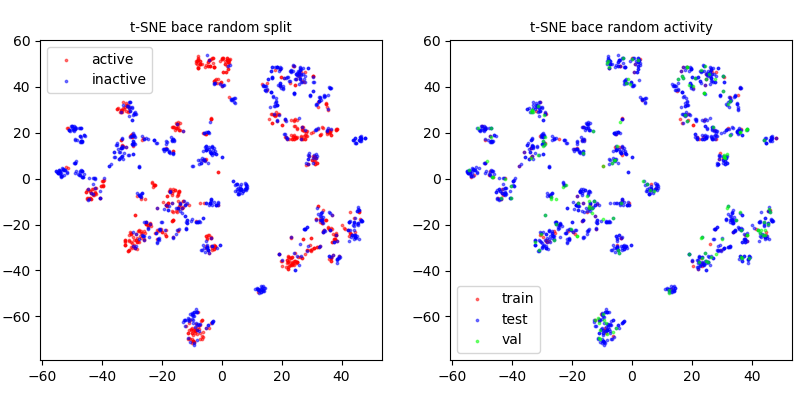 t-SNE bace random split
60
40
20
0
−20
−40
−60
−60 −40 −20 0 20 40
active
inactive
t-SNE bace random activity
60
40
20
0
−20
−40
−60
−60 −40 −20 0 20 40
train
test
val